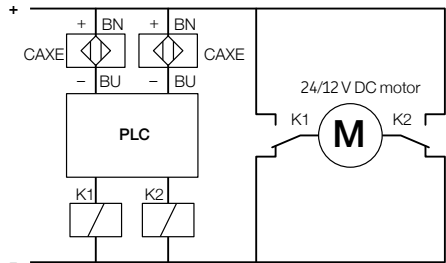 +
+ BN + BN
CAXE CAXE
– BU – BU
24/12 V DC motor
PLC K1 M K2
K1 K2
–